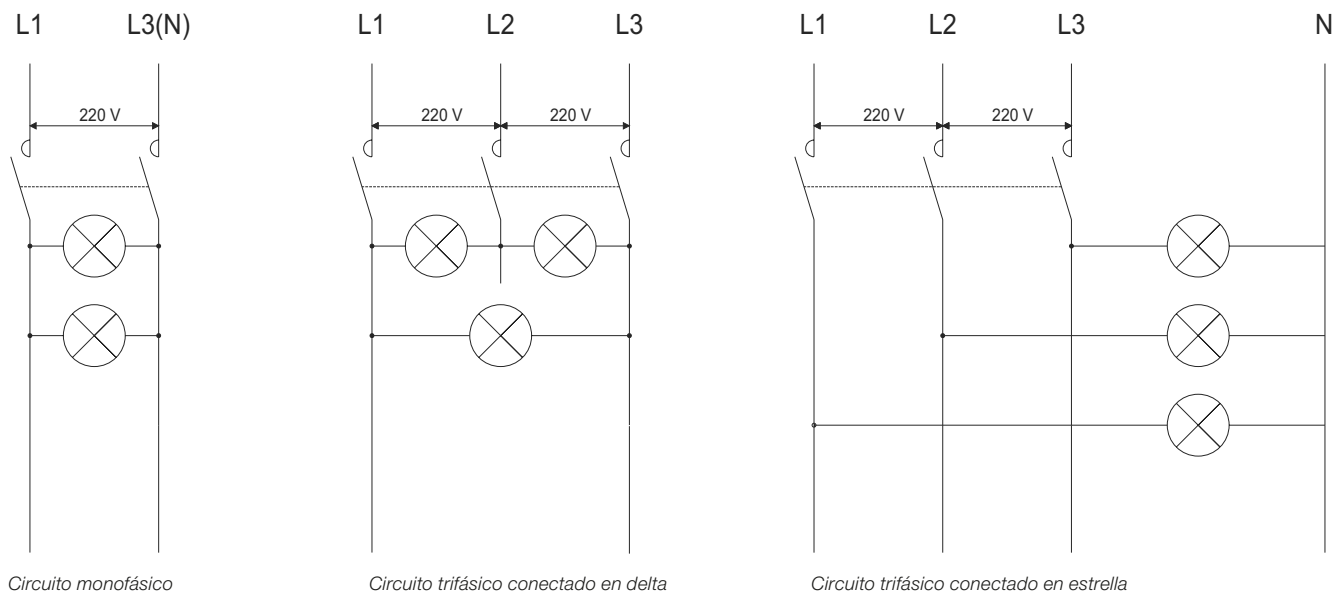 L1 L3(N) L1 L2 L3 L1 L2 L3 N
220 V 220 V 220 V 220 V 220 V
Circuito monofásico Circuito trifásico conectado en delta Circuito trifásico conectado en estrella